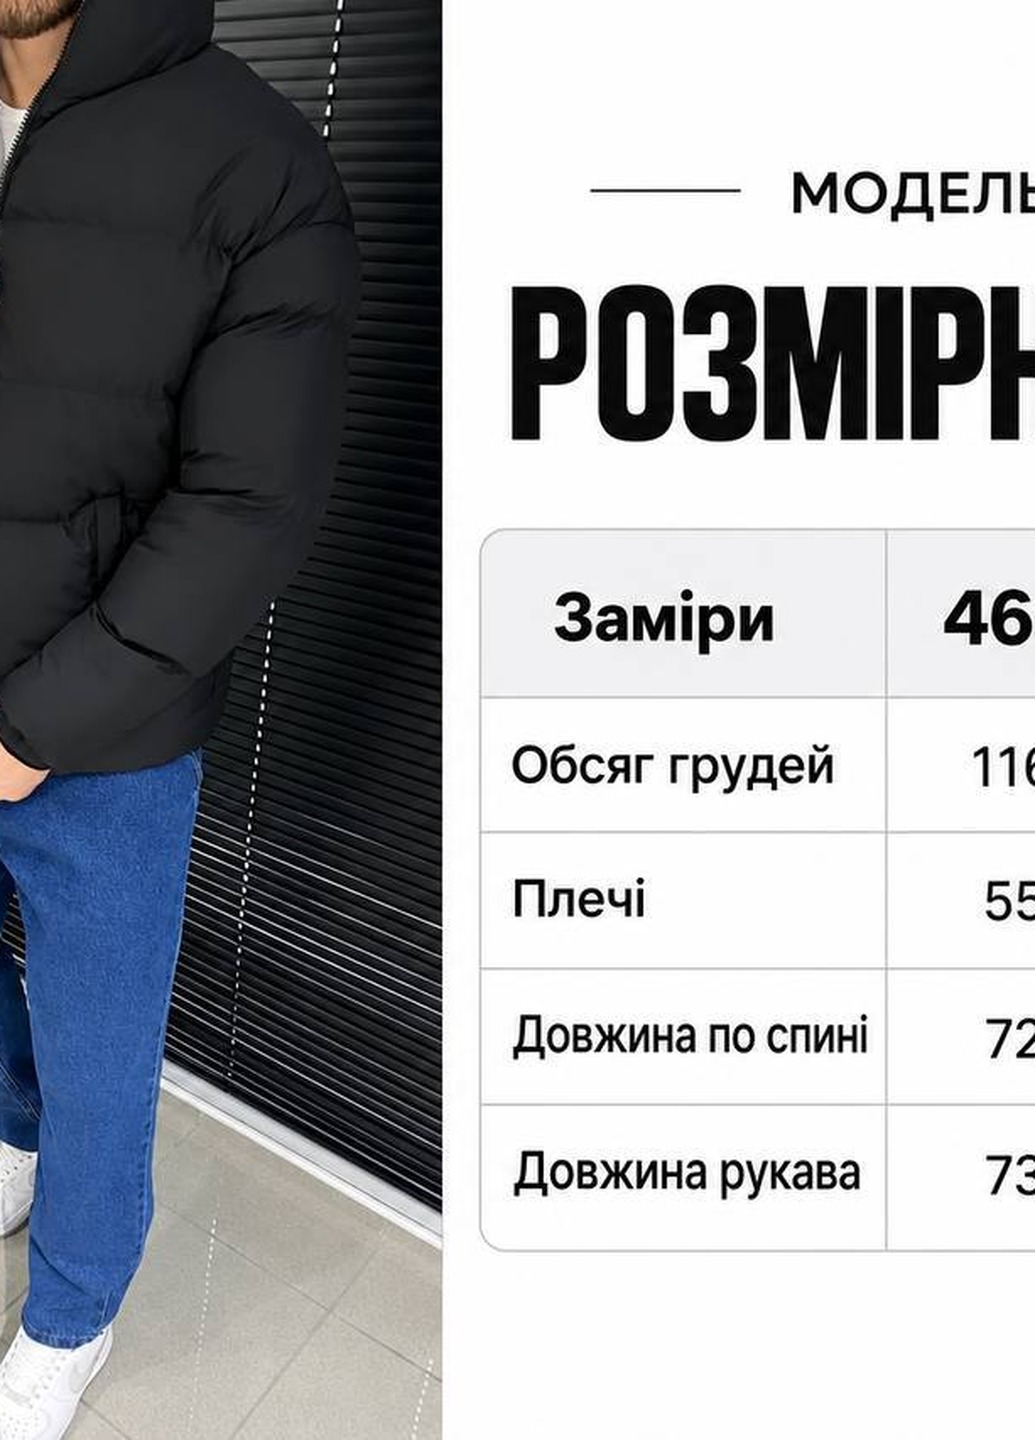 МОДЕЛЬ
РОЗМІРН
Заміри 46
Обсяг грудей 116
Плечі 55
Довжина по спині 72
Довжина рукава 73